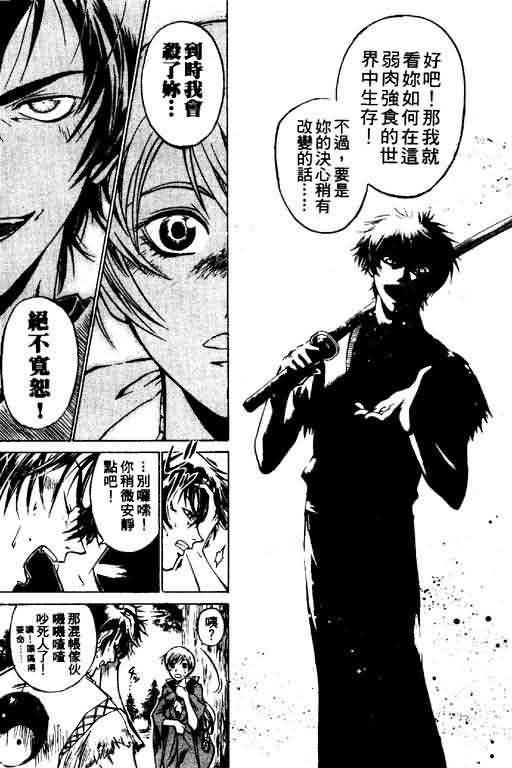 好吧！那我就
看妳如何在這
弱肉強食的世
界中生存！
不過，要是
妳的決心稍有
改變的話……
到時我會
殺了妳…
絕不寬恕！
…別囉嗦！
你稍微安靜
點吧！
咦？
那混帳傢伙
嘰嘰喳喳
吵死人了！